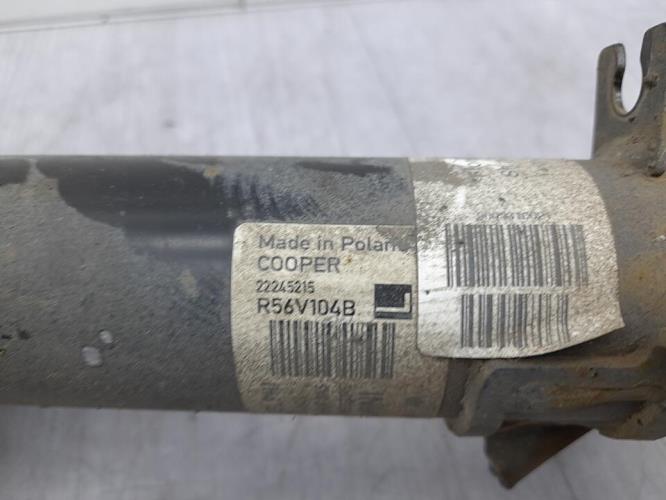 Made in Polan
COOPER
22245215
R56V104B
L